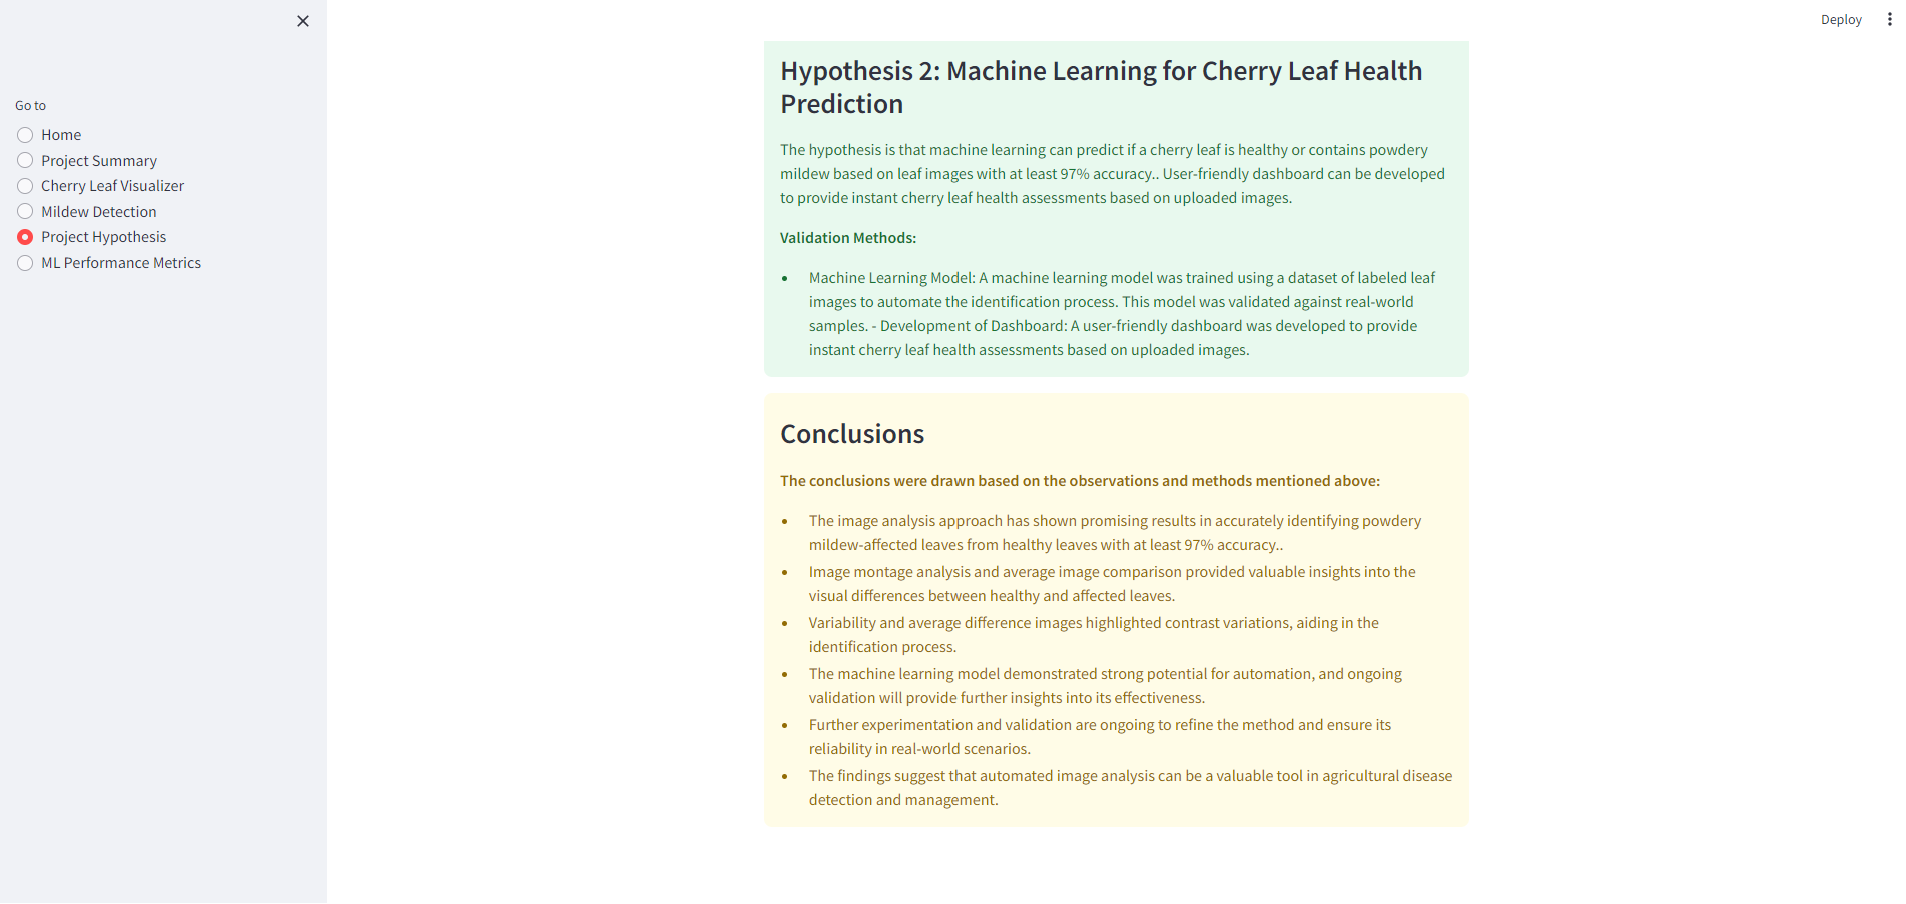 Deploy
Go to
Home
Project Summary
Cherry Leaf Visualizer
Mildew Detection
Project Hypothesis
ML Performance Metrics
Hypothesis 2: Machine Learning for Cherry Leaf Health
Prediction
The hypothesis is that machine learning can predict if a cherry leaf is healthy or contains powdery
mildew based on leaf images with at least 97% accuracy.. User-friendly dashboard can be developed
to provide instant cherry leaf health assessments based on uploaded images.
Validation Methods:
• Machine Learning Model: A machine learning model was trained using a dataset of labeled leaf
images to automate the identification process. This model was validated against real-world
samples. - Development of Dashboard: A user-friendly dashboard was developed to provide
instant cherry leaf health assessments based on uploaded images.
Conclusions
The conclusions were drawn based on the observations and methods mentioned above:
• The image analysis approach has shown promising results in accurately identifying powdery
mildew-affected leaves from healthy leaves with at least 97% accuracy..
• Image montage analysis and average image comparison provided valuable insights into the
visual differences between healthy and affected leaves.
• Variability and average difference images highlighted contrast variations, aiding in the
identification process.
• The machine learning model demonstrated strong potential for automation, and ongoing
validation will provide further insights into its effectiveness.
• Further experimentation and validation are ongoing to refine the method and ensure its
reliability in real-world scenarios.
• The findings suggest that automated image analysis can be a valuable tool in agricultural disease
detection and management.